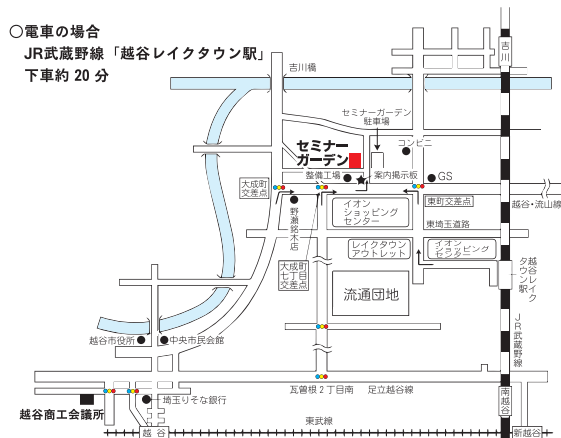 ○電車の場合
JR武蔵野線「越谷レイクタウン駅」
下車約 20 分
吉川橋
吉川
セミナーガーデン
駐車場
コンビニ
セミナー
ガーデン
整備工場
案内掲示板
GS
大成町
交差点
東町交差点
越谷・流山線
野瀬銘木店
イオン
ショッピング
センター
東埼玉道路
レイクタウン
アウトレット
イオン
ショッピング
センター
越谷レイク
タウン駅
大成町
七丁目
交差点
流通団地
JR武蔵野線
越谷市役所
中央市民会館
瓦曽根2丁目南
足立越谷線
埼玉りそな銀行
越谷商工会議所
南越谷
東武線
越谷
新越谷